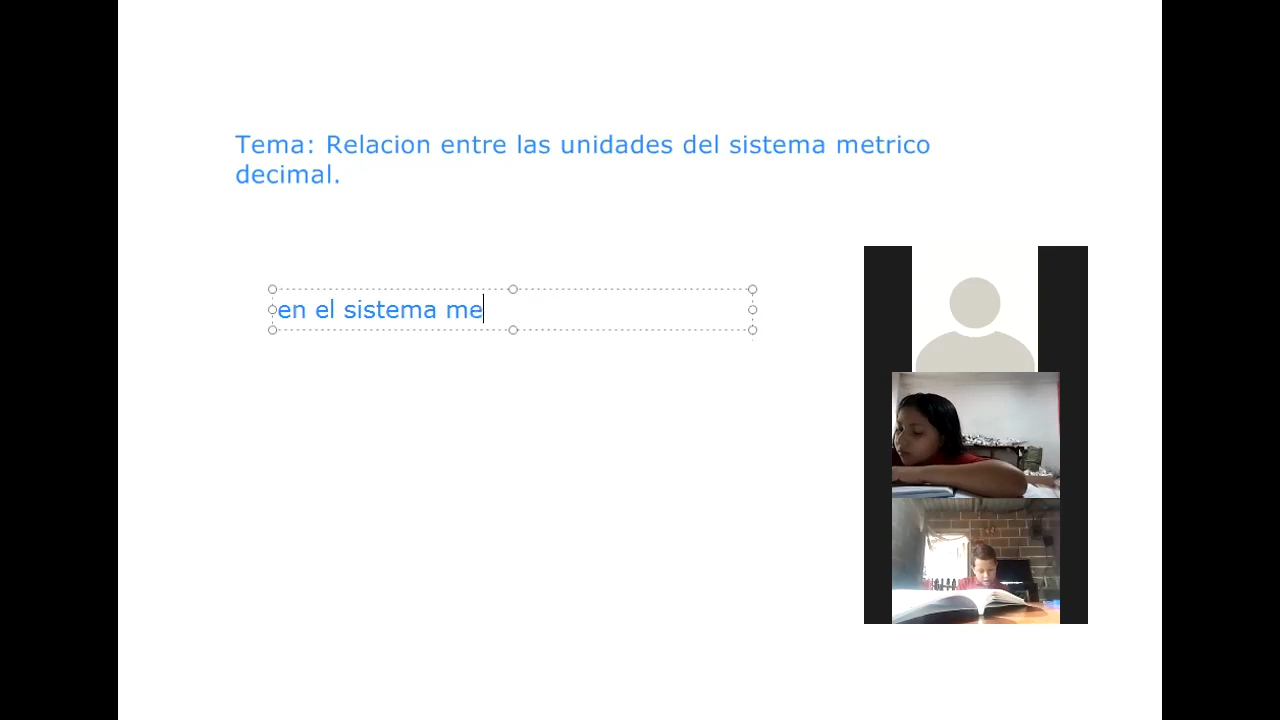 Tema: Relacion entre las unidades del sistema metrico
decimal.
en el sistema me